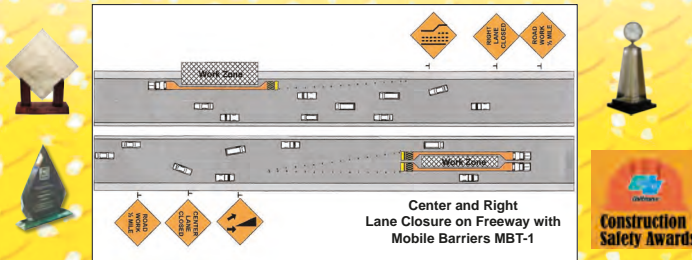 Work Zone
RIGHT
LANE
CLOSED
ROAD
WORK
½ MILE
Work Zone
ROAD
WORK
½ MILE
CENTER
LANE
CLOSED
Center and Right
Lane Closure on Freeway with
Mobile Barriers MBT-1
Construction
Safety Awards